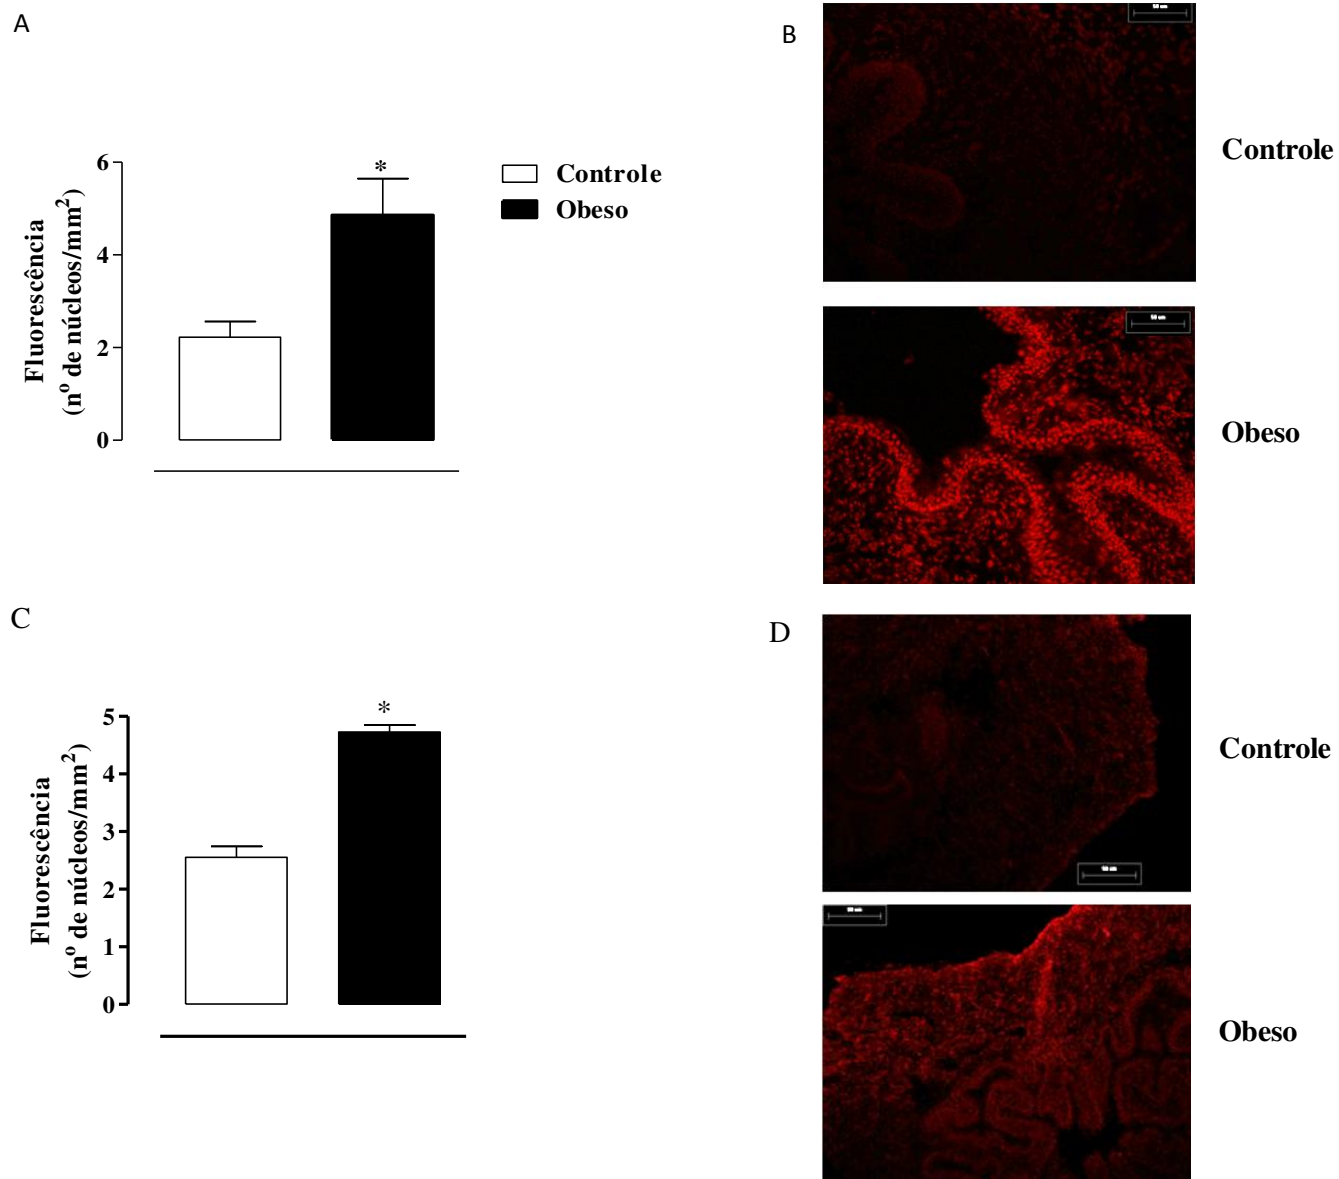 A
6
4
2
0
Fluorescência
(nº de núcleos/mm²)
*
Controle
Obeso
B
Controle
Obeso
C
5
4
3
2
1
0
Fluorescência
(nº de núcleos/mm²)
*
D
Controle
Obeso